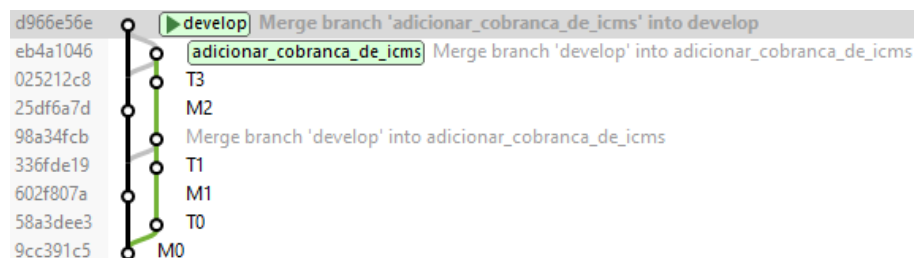 d966e56e develop Merge branch 'adicionar_cobranca_de_icms' into develop
eb4a1046 adicionar_cobranca_de_icms Merge branch 'develop' into adicionar_cobranca_de_icms
025212c8 T3
25df6a7d M2
98a34fcb Merge branch 'develop' into adicionar_cobranca_de_icms
336fde19 T1
602f807a M1
58a3dee3 T0
9cc391c5 M0